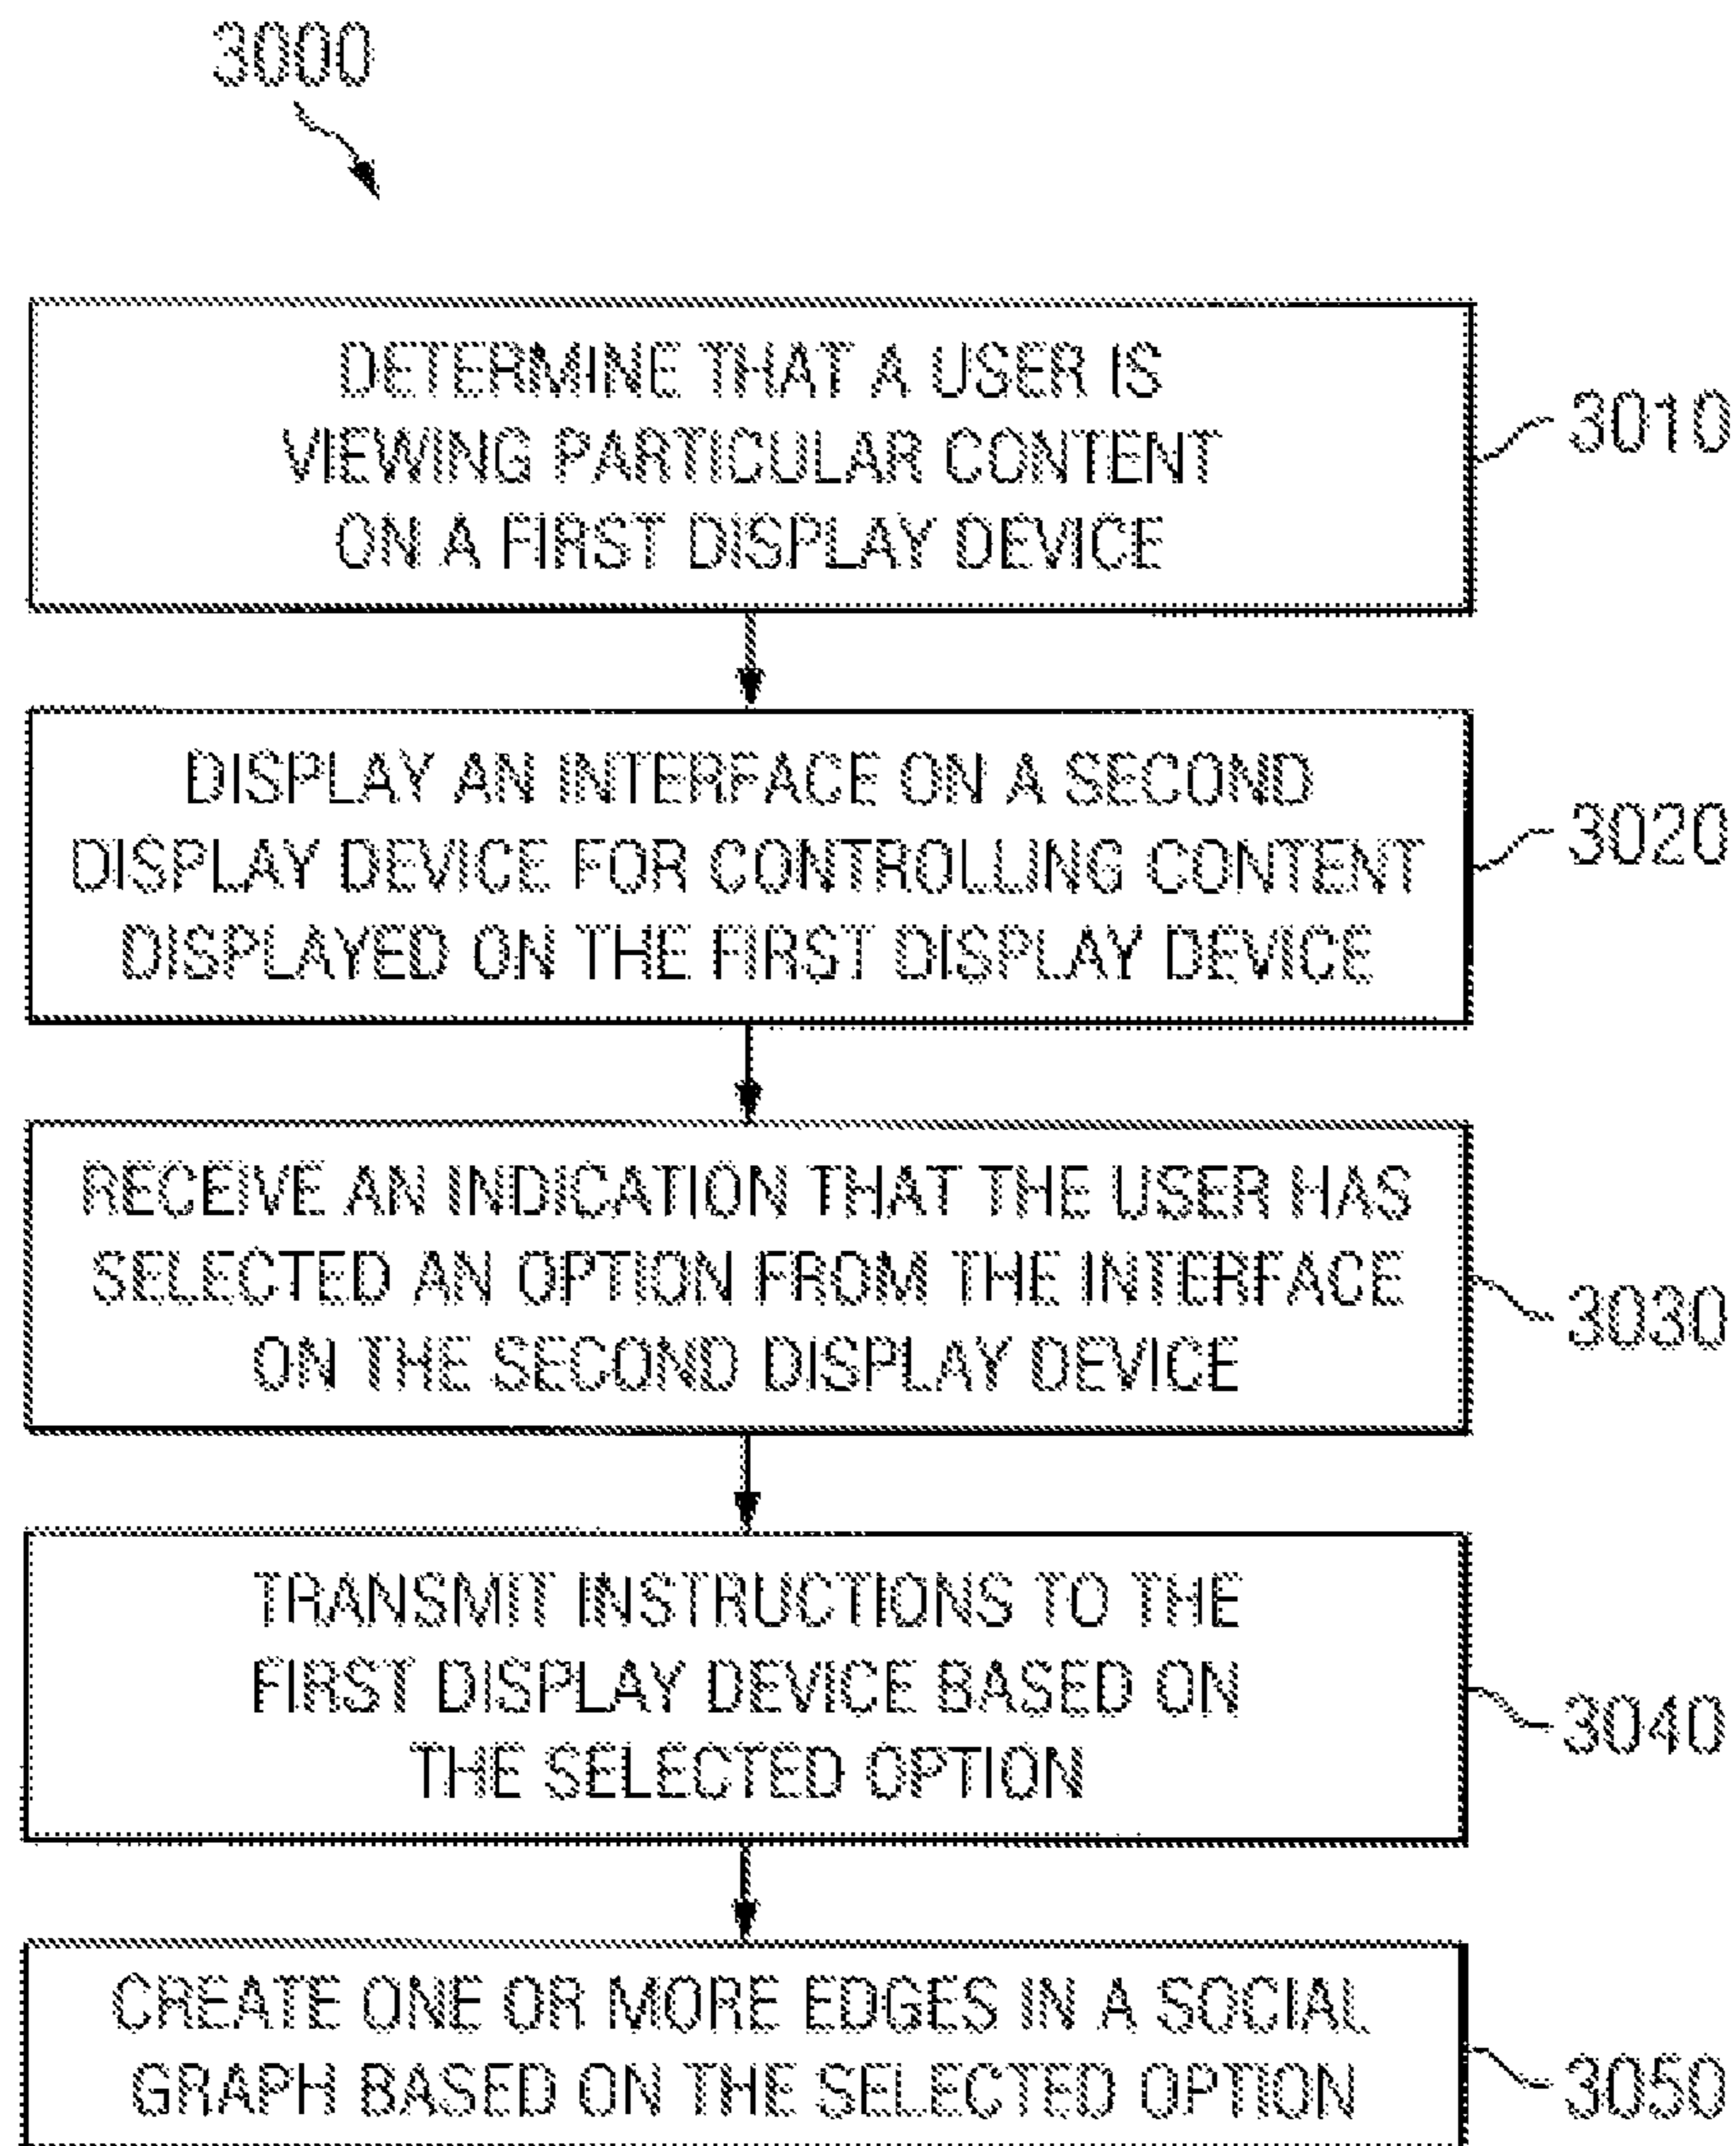 3000
DETERMINE THAT A USER IS
VIEWING PARTICULAR CONTENT
ON A FIRST DISPLAY DEVICE
3010
DISPLAY AN INTERFACE ON A SECOND
DISPLAY DEVICE FOR CONTROLLING CONTENT
DISPLAYED ON THE FIRST DISPLAY DEVICE
3020
RECEIVE AN INDICATION THAT THE USER HAS
SELECTED AN OPTION FROM THE INTERFACE
ON THE SECOND DISPLAY DEVICE
3030
TRANSMIT INSTRUCTIONS TO THE
FIRST DISPLAY DEVICE BASED ON
THE SELECTED OPTION
3040
CREATE ONE OR MORE EDGES IN A SOCIAL
GRAPH BASED ON THE SELECTED OPTION
3050